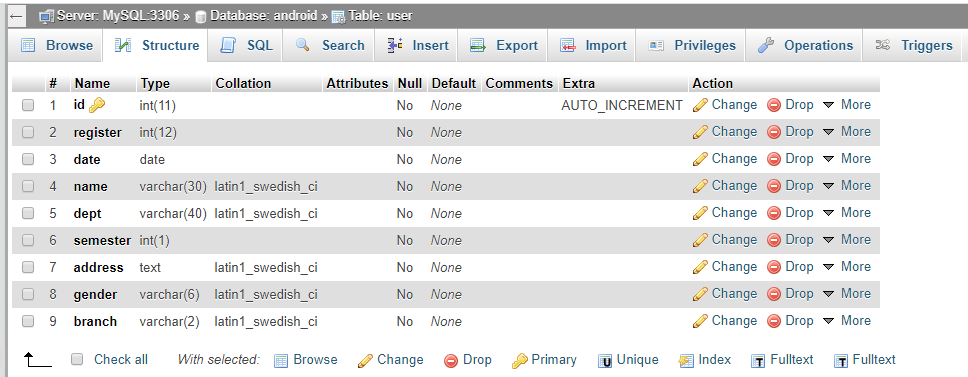 Server: MySQL:3306 » Database: android » Table: user
Browse Structure SQL Search Insert Export Import Privileges Operations Triggers
# Name Type Collation Attributes Null Default Comments Extra Action
1 id int(11) No None AUTO_INCREMENT Change Drop More
2 register int(12) No None Change Drop More
3 date date No None Change Drop More
4 name varchar(30) latin1_swedish_ci No None Change Drop More
5 dept varchar(40) latin1_swedish_ci No None Change Drop More
6 semester int(1) No None Change Drop More
7 address text latin1_swedish_ci No None Change Drop More
8 gender varchar(6) latin1_swedish_ci No None Change Drop More
9 branch varchar(2) latin1_swedish_ci No None Change Drop More
Check all With selected: Browse Change Drop Primary Unique Index Fulltext Fulltext